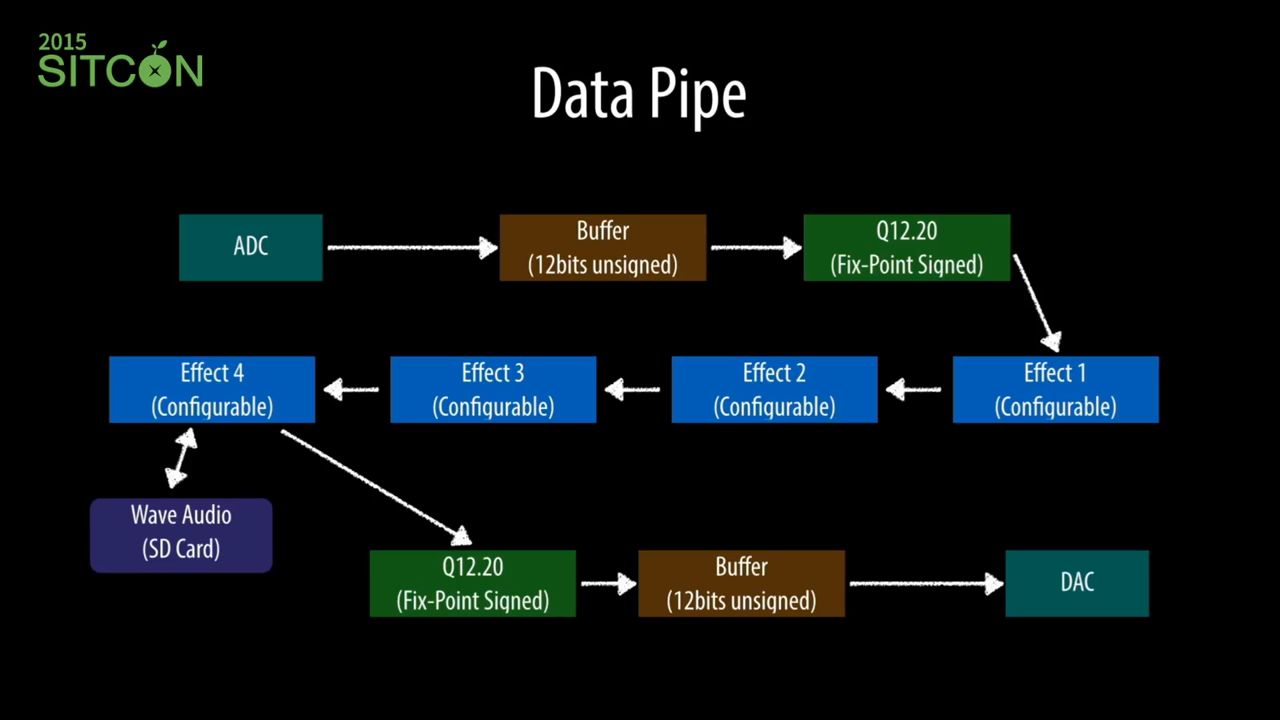 2015
SITCON
Data Pipe
ADC
Buffer
(12bits unsigned)
Q12.20
(Fix-Point Signed)
Effect 4
(Configurable)
Effect 3
(Configurable)
Effect 2
(Configurable)
Effect 1
(Configurable)
Wave Audio
(SD Card)
Q12.20
(Fix-Point Signed)
Buffer
(12bits unsigned)
DAC